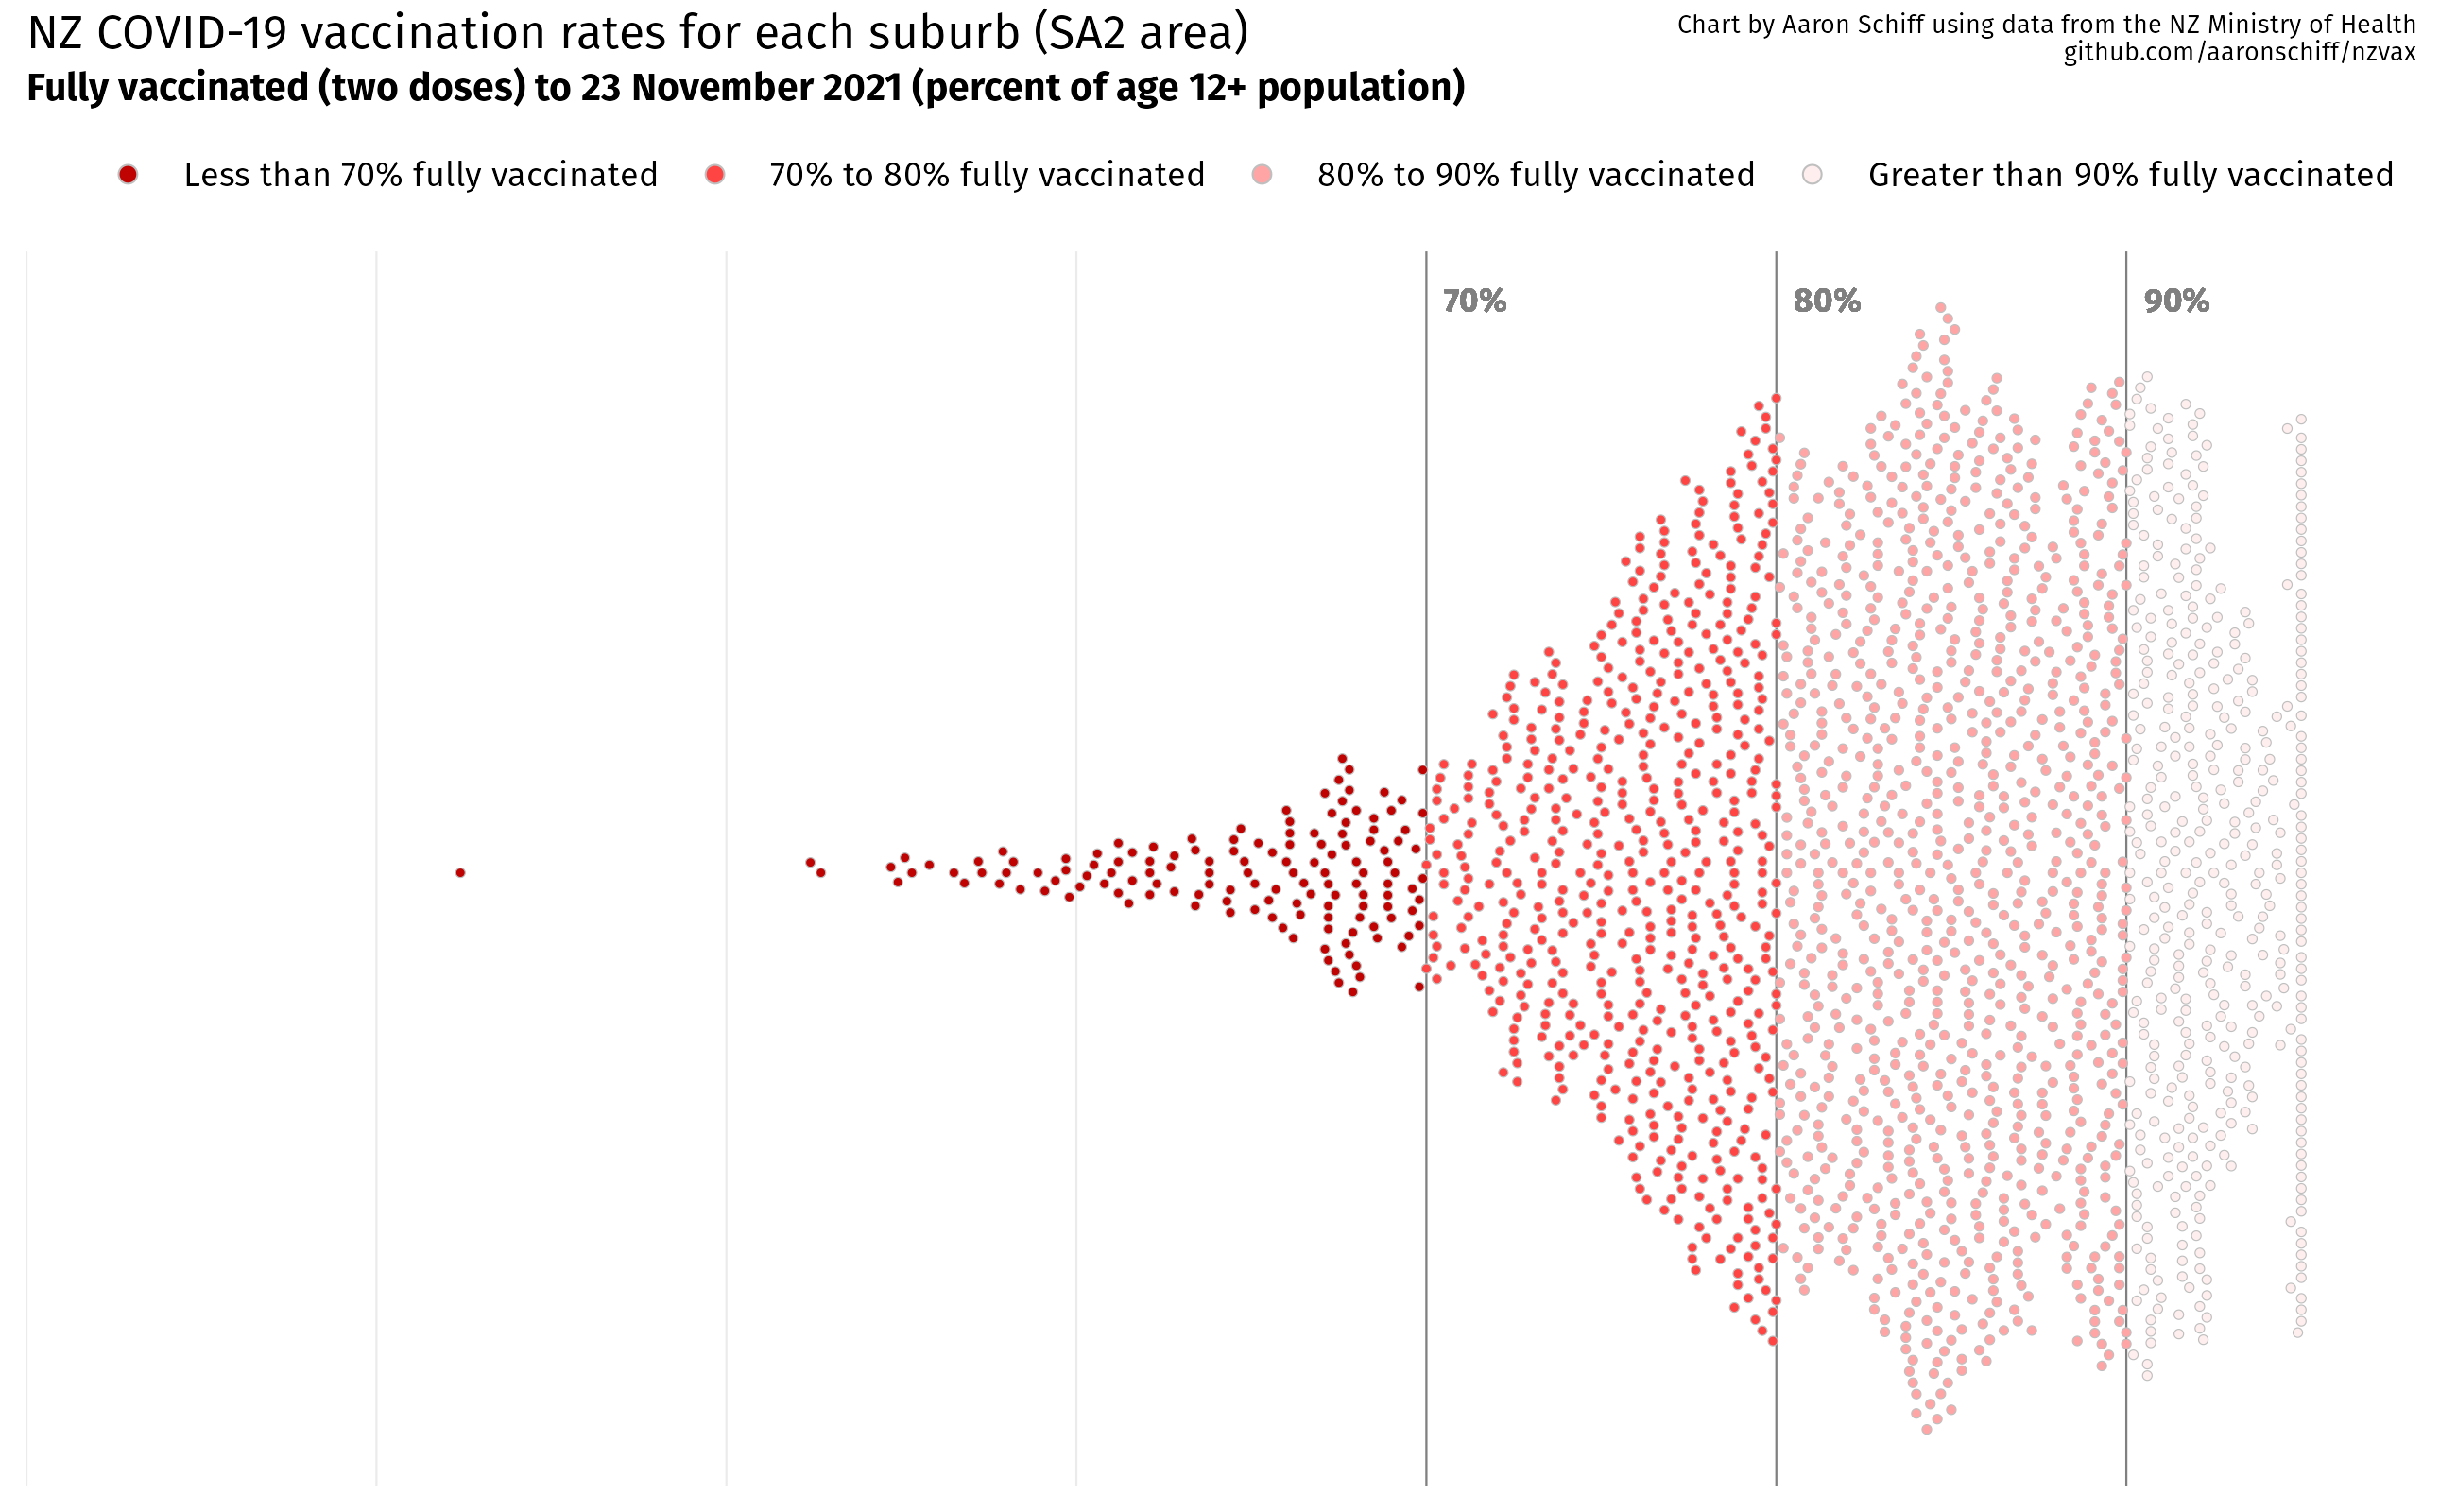 NZ COVID-19 vaccination rates for each suburb (SA2 area)
Fully vaccinated (two doses) to 23 November 2021 (percent of age 12+ population)
Chart by Aaron Schiff using data from the NZ Ministry of Health
github.com/aaronschiff/nzvax
Less than 70% fully vaccinated
70% to 80% fully vaccinated
80% to 90% fully vaccinated
Greater than 90% fully vaccinated
70%
80%
90%